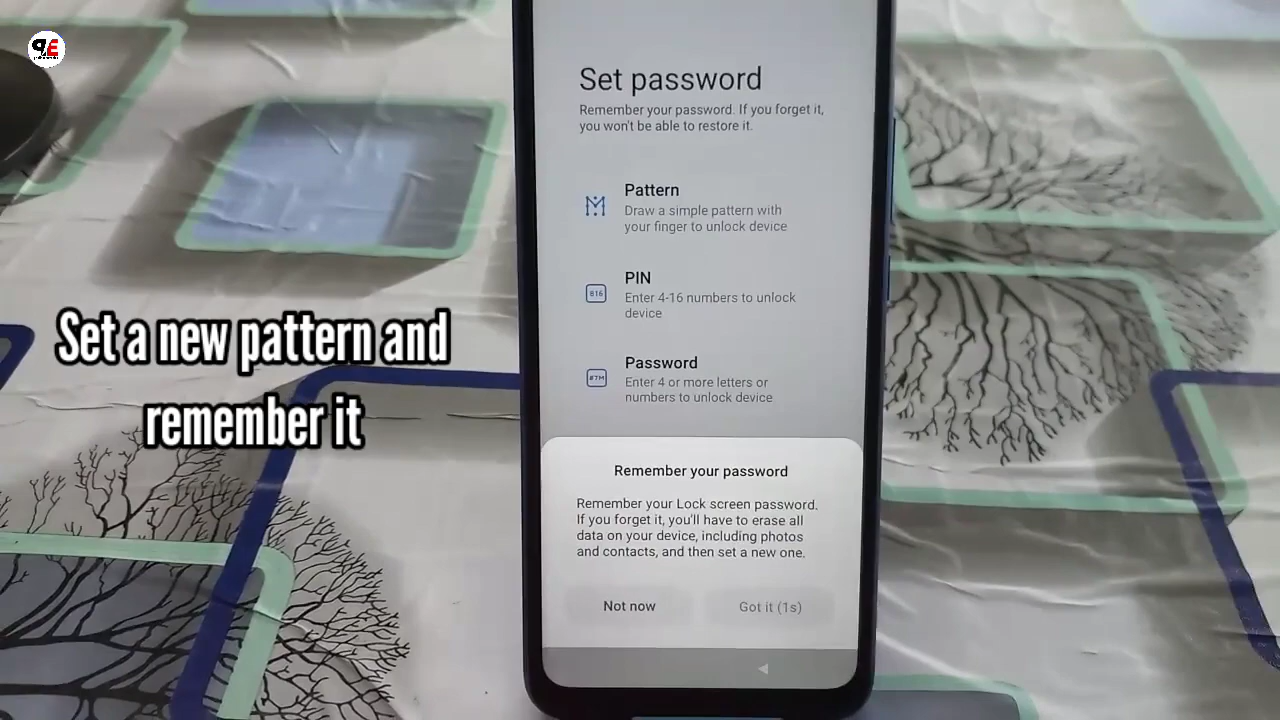 Set password
Remember your password. If you forget it,
you won't be able to restore it.
Pattern
Draw a simple pattern with
your finger to unlock device
PIN
816
Enter 4-16 numbers to unlock
device
Password
#7M
Enter 4 or more letters or
numbers to unlock device
Remember your password
Remember your Lock screen password.
If you forget it, you'll have to erase all
data on your device, including photos
and contacts, and then set a new one.
Not now
Got it (1s)
Set a new pattern and
remember it